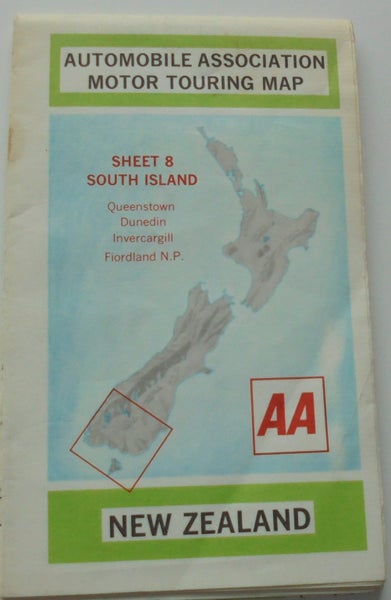 AUTOMOBILE ASSOCIATION
MOTOR TOURING MAP
SHEET 8
SOUTH ISLAND
Queenstown
Dunedin
Invercargill
Fiordland N.P.
AA
NEW ZEALAND